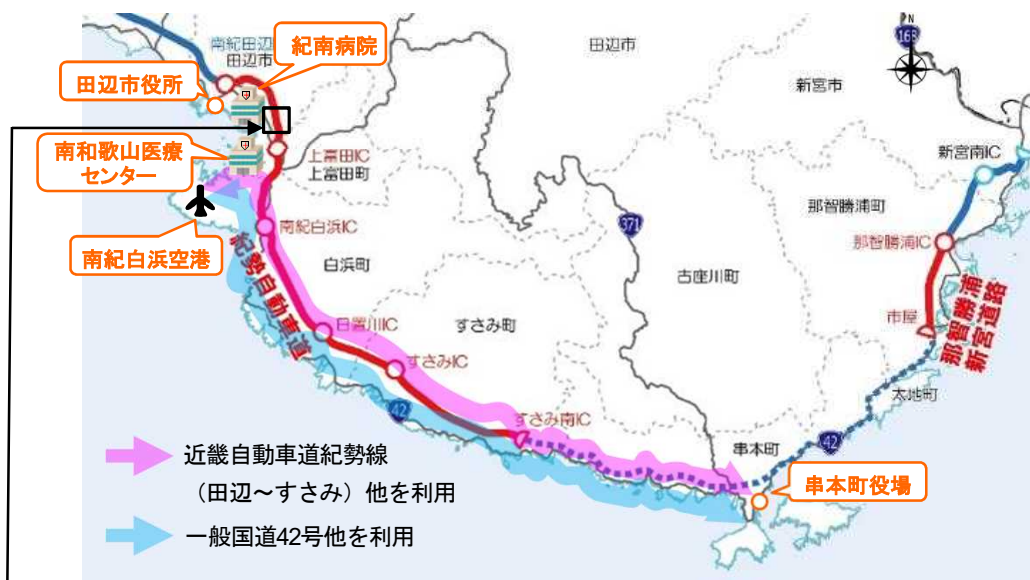 南紀田辺IC
田辺市
紀南病院
田辺市
N
168
田辺市役所
新宮市
南和歌山医療
センター
上富田IC
上富田町
新宮南IC
那智勝浦町
南紀白浜IC
371
那智勝浦IC
南紀白浜空港
白浜町
古座川町
紀勢自動車道
日置川IC
すさみ町
市屋
那智勝浦
新宮道路
すさみIC
太地町
42
すさみ南IC
串本町
42
近畿自動車道紀勢線
(田辺～すさみ)他を利用
串本町役場
一般国道42号他を利用